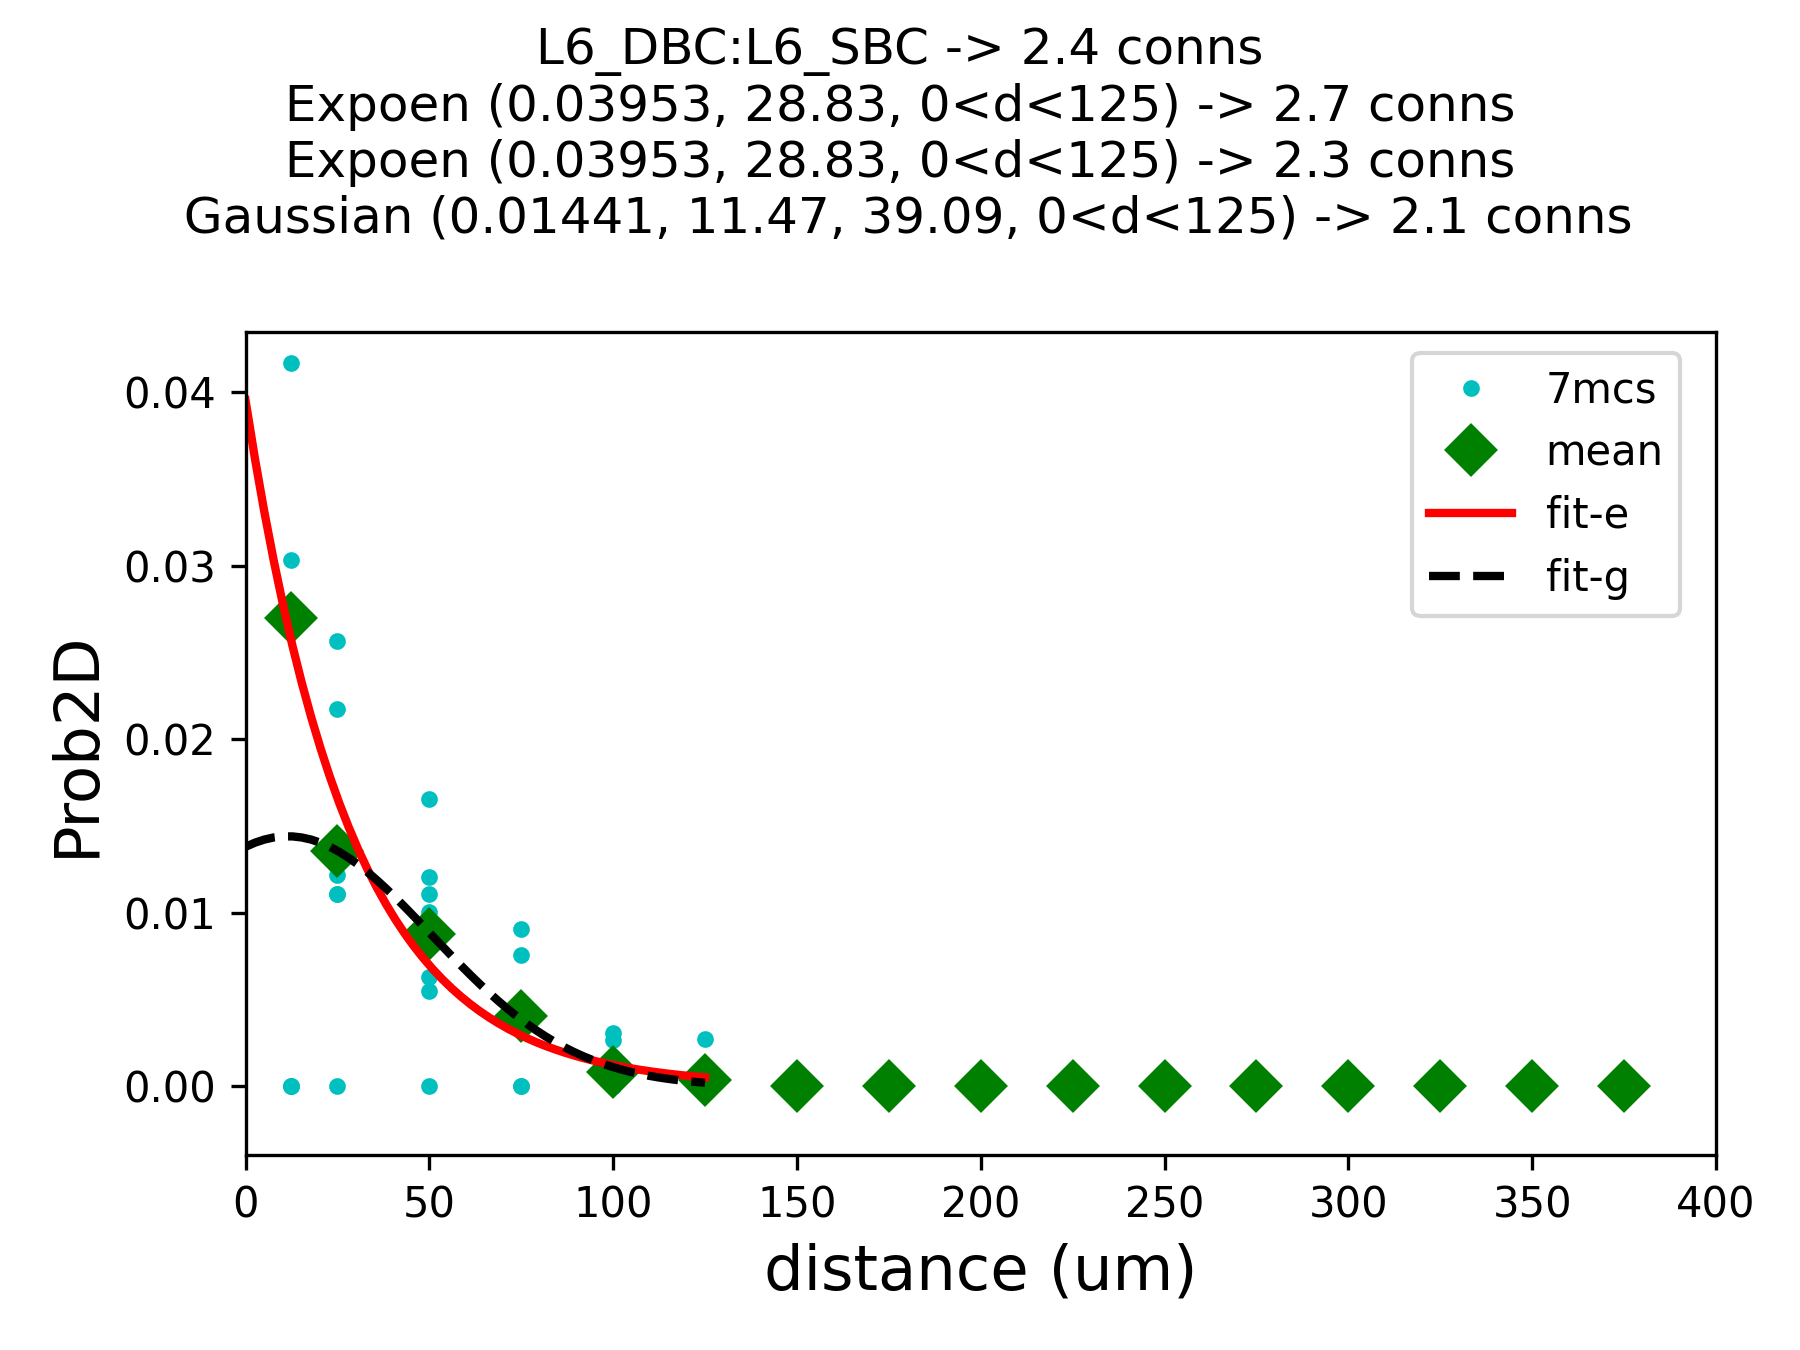 L6_DBC:L6_SBC -> 2.4 conns
Expoen (0.03953, 28.83, 0<d<125) -> 2.7 conns
Expoen (0.03953, 28.83, 0<d<125) -> 2.3 conns
Gaussian (0.01441, 11.47, 39.09, 0<d<125) -> 2.1 conns
7mcs
mean
fit-e
fit-g
0.04
0.03
0.02
0.01
0.00
Prob2D
0 50 100 150 200 250 300 350 400
distance (um)